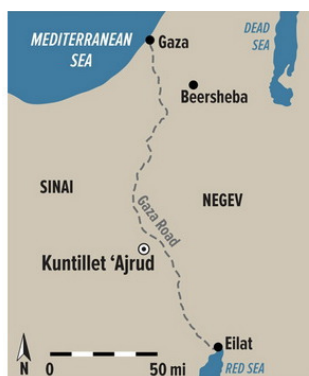 MEDITERRANEAN
SEA
Gaza
DEAD
SEA
Beersheba
SINAI
NEGEV
Gaza Road
Kuntillet ‘Ajrud
Eilat
N
0
50 mi
RED SEA